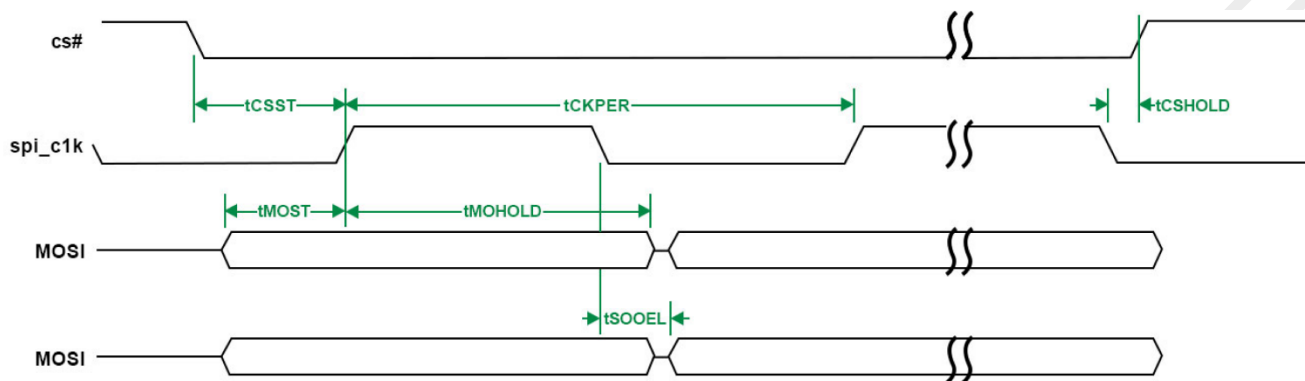 cs#
tCSST
tCKPER
tCSHOLD
spi_c1k
tMOST
tMOHOLD
MOSI
tSOOEL
MOSI